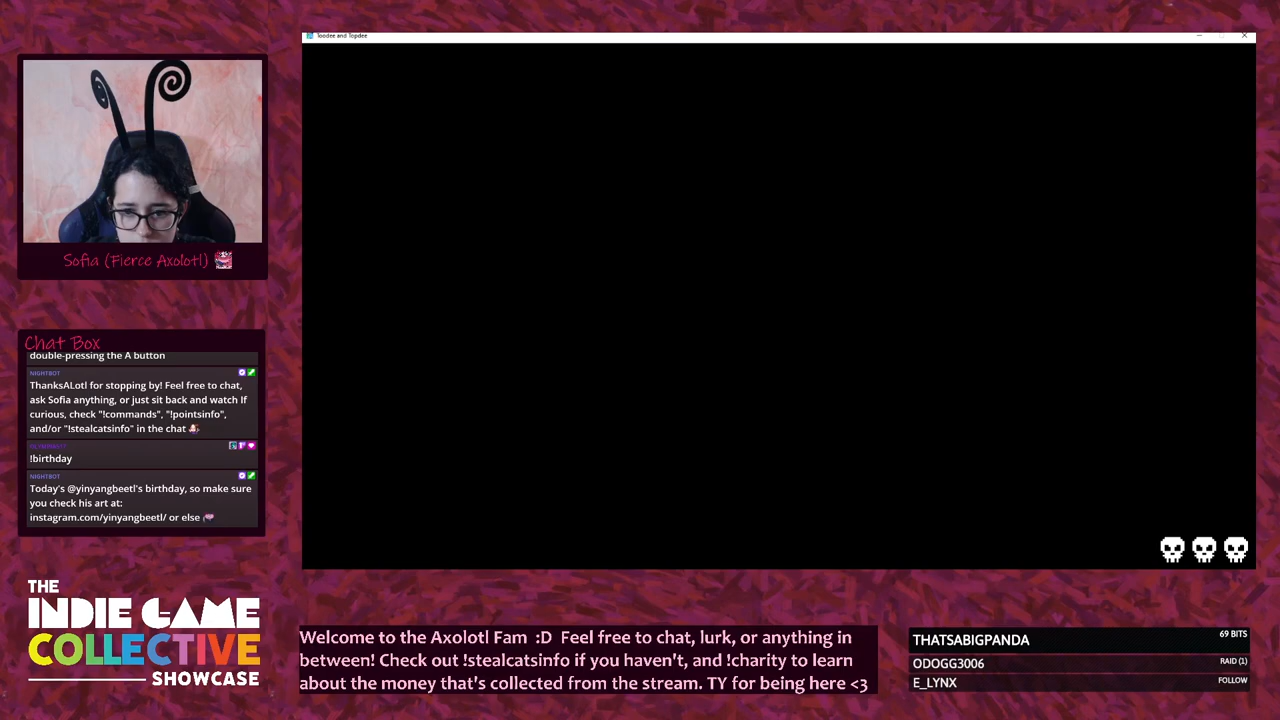 Toodee and Topdee
Sofia (Fierce Axolotl)
Chat Box
double-pressing the A button
NIGHTBOT
ThanksALotl for stopping by! Feel free to chat,
ask Sofia anything, or just sit back and watch If
curious, check "!commands", "!pointsinfo",
and/or "!stealcatsinfo" in the chat
!birthday
NIGHTBOT
Today's @yinyangbeetl's birthday, so make sure
you check his art at:
instagram.com/yinyangbeetl/ or else
THE
INDIE GAME
COLLECTIVE
SHOWCASE
Welcome to the Axolotl Fam :D Feel free to chat, lurk, or anything in
between! Check out !stealcatsinfo if you haven't, and !charity to learn
about the money that's collected from the stream. TY for being here <3
THATSABIGPANDA 69 BITS
ODOGG3006 RAID (1)
E_LYNX FOLLOW